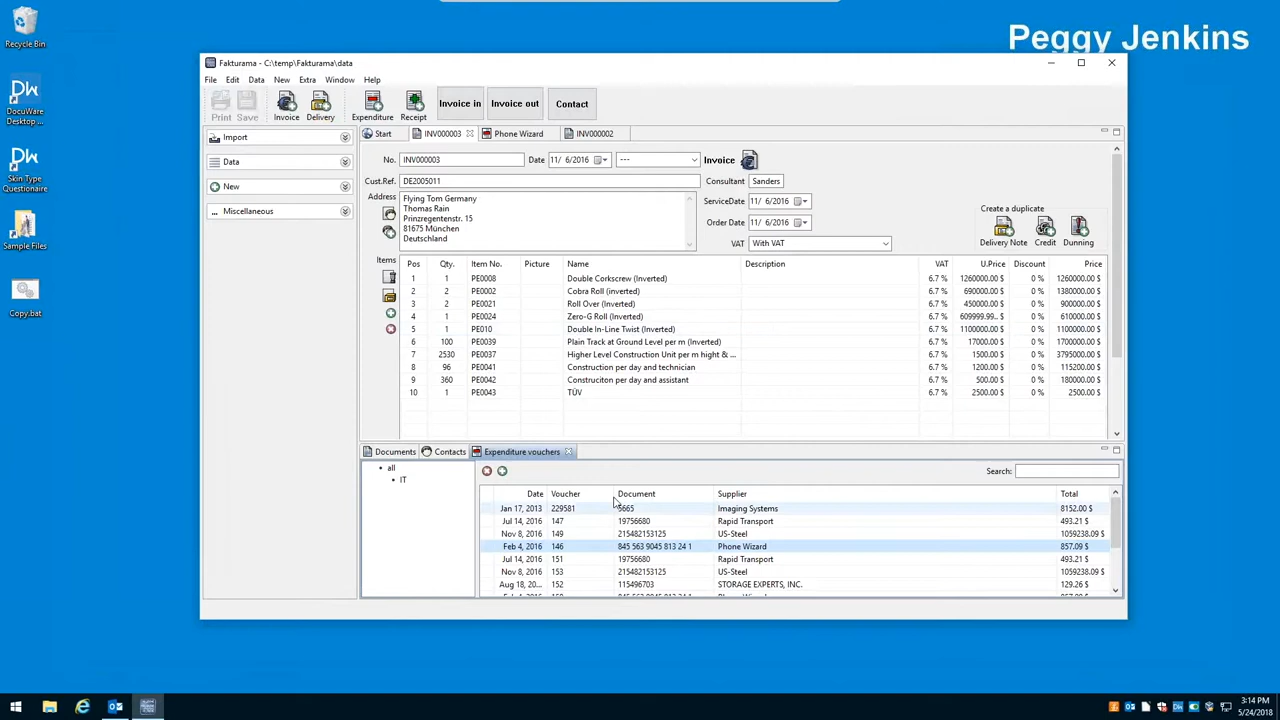 Recycle Bin
DocuWare
Desktop ...
Skin Type
Questionaire
Sample Files
Copy.bat
Peggy Jenkins
Fakturama - C:\temp\Fakturama\data
File Edit Data New Extra Window Help
Print Save Invoice Delivery Expenditure Receipt Invoice in Invoice out Contact
Import
Data
New
Miscellaneous
Start INV000003 Phone Wizard INV000002
No. INV000003 Date 11/ 6/2016 --- Invoice
Cust.Ref. DE2005011 Consultant Sanders
Address
Flying Tom Germany
Thomas Rain
Prinzregentenstr. 15
81675 München
Deutschland
ServiceDate 11/ 6/2016
Order Date 11/ 6/2016
VAT With VAT
Create a duplicate
Delivery Note Credit Dunning
Items
Pos Qty. Item No. Picture Name Description VAT U.Price Discount Price
1 1 PE0008 Double Corkscrew (Inverted) 6.7 % 1260000.00 $ 0 % 1260000.00 $
2 2 PE0002 Cobra Roll (inverted) 6.7 % 690000.00 $ 0 % 1380000.00 $
3 2 PE0021 Roll Over (Inverted) 6.7 % 450000.00 $ 0 % 900000.00 $
4 1 PE0024 Zero-G Roll (Inverted) 6.7 % 609999.99... $ 0 % 610000.00 $
5 1 PE010 Double In-Line Twist (Inverted) 6.7 % 1100000.00 $ 0 % 1100000.00 $
6 100 PE0039 Plain Track at Ground Level per m (Inverted) 6.7 % 17000.00 $ 0 % 1700000.00 $
7 2530 PE0037 Higher Level Construction Unit per m hight & ... 6.7 % 1500.00 $ 0 % 3795000.00 $
8 96 PE0041 Construction per day and technician 6.7 % 1200.00 $ 0 % 115200.00 $
9 360 PE0042 Construciton per day and assistant 6.7 % 500.00 $ 0 % 180000.00 $
10 1 PE0043 TÜV 6.7 % 2500.00 $ 0 % 2500.00 $
Documents Contacts Expenditure vouchers
all
IT
Search:
Date Voucher Document Supplier Total
Jan 17, 2013 229581 5665 Imaging Systems 8152.00 $
Jul 14, 2016 147 19756680 Rapid Transport 493.21 $
Nov 8, 2016 149 215482153125 US-Steel 1059238.09 $
Feb 4, 2016 146 845 563 9045 813 24 1 Phone Wizard 857.09 $
Jul 14, 2016 151 19756680 Rapid Transport 493.21 $
Nov 8, 2016 153 215482153125 US-Steel 1059238.09 $
Aug 18, 20... 152 115496703 STORAGE EXPERTS, INC. 129.26 $
3:14 PM
5/24/2018